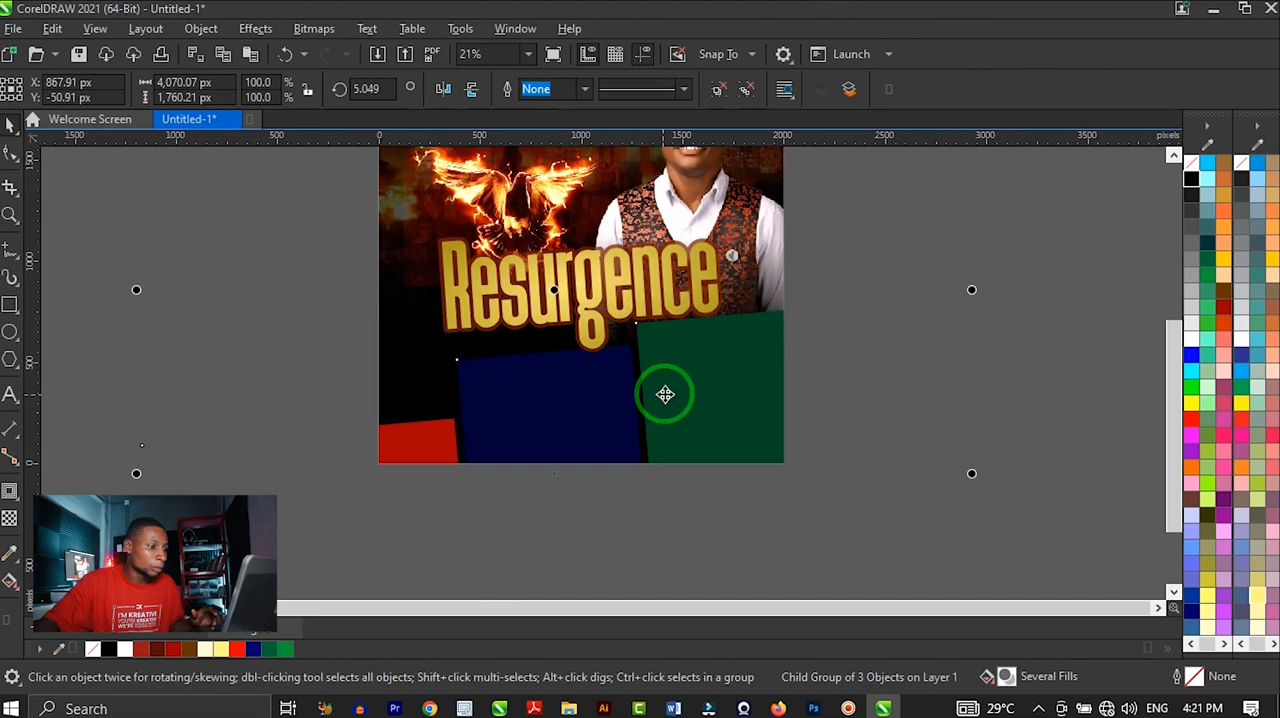 CorelDRAW 2021 (64-Bit) - Untitled-1*
File Edit View Layout Object Effects Bitmaps Text Table Tools Window Help
PDF 21% Snap To Launch
X: 867.91 px 4,070.07 px 100.0 % 5.049 None
Y: -50.91 px 1,760.21 px 100.0 %
Welcome Screen Untitled-1*
1500 1000 500 0 500 1000 1500 2000 2500 3000 3500 pixels
Resurgence
I'M KREATIVE
YOU'RE KREATIVE
Click an object twice for rotating/skewing; dbl-clicking tool selects all objects; Shift+click multi-selects; Alt+click digs; Ctrl+click selects in a group Child Group of 3 Objects on Layer 1 Several Fills None
Search 29°C ENG 4:21 PM